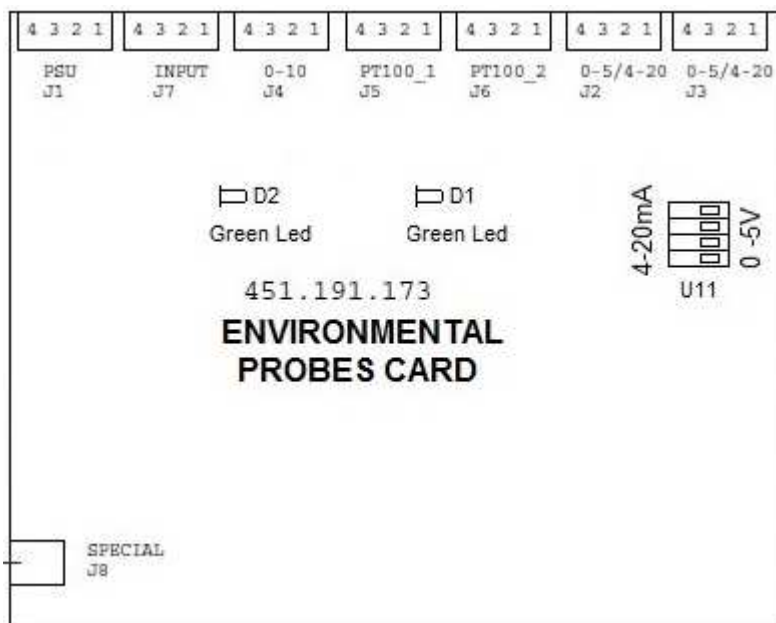 4 3 2 1 4 3 2 1 4 3 2 1 4 3 2 1 4 3 2 1 4 3 2 1 4 3 2 1
PSU INPUT 0-10 PT100_1 PT100_2 0-5/4-20 0-5/4-20
J1 J7 J4 J5 J6 J2 J3
D2 D1
Green Led Green Led
4-20mA
0 -5V
U11
451.191.173
ENVIRONMENTAL
PROBES CARD
SPECIAL
J8